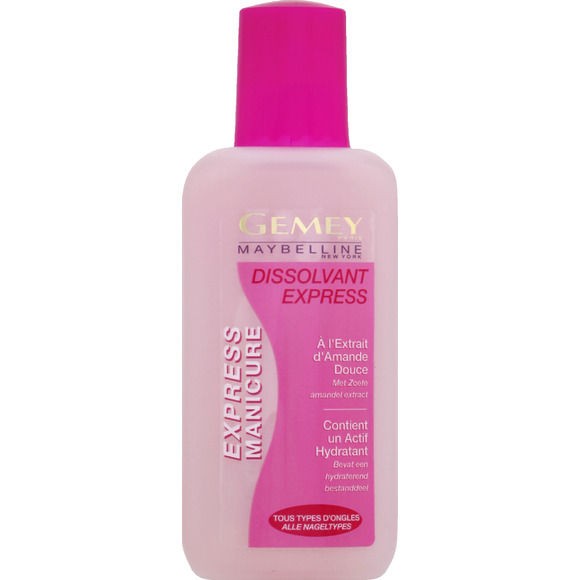 GEMEY
PARIS
MAYBELLINE
NEW YORK
DISSOLVANT
EXPRESS
EXPRESS
MANICURE
À l'Extrait
d'Amande
Douce
Met Zoete
amandel extract
Contient
un Actif
Hydratant
Bevat een
hydraterend
bestanddeel
TOUS TYPES D'ONGLES
ALLE NAGELTYPES